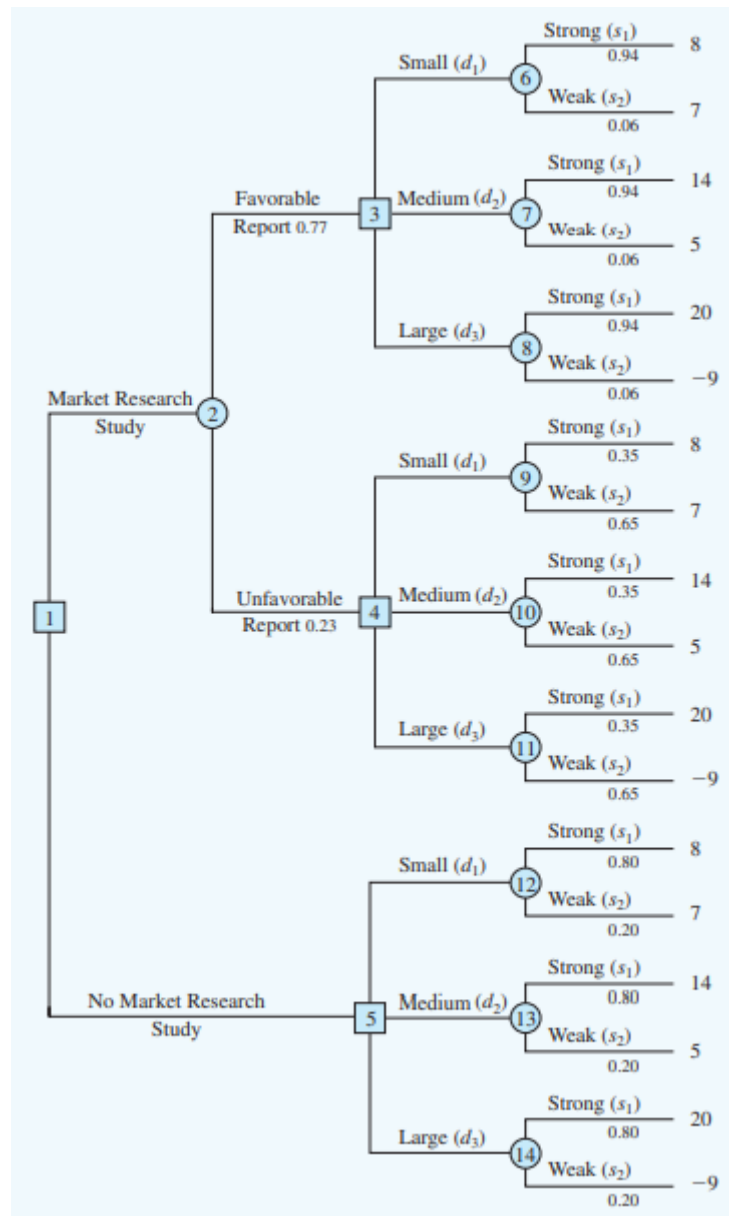 Strong (s₁)
8
0.94
Small (d₁)
6
Weak (s₂)
7
0.06
Strong (s₁)
14
0.94
Favorable
Report 0.77
3
Medium (d₂)
7
Weak (s₂)
5
0.06
Strong (s₁)
20
0.94
Large (d₃)
8
Weak (s₂)
−9
0.06
Market Research
Study
2
Strong (s₁)
8
0.35
Small (d₁)
9
Weak (s₂)
7
0.65
Strong (s₁)
14
0.35
1
Unfavorable
Report 0.23
4
Medium (d₂)
10
Weak (s₂)
5
0.65
Strong (s₁)
20
0.35
Large (d₃)
11
Weak (s₂)
−9
0.65
Strong (s₁)
8
0.80
Small (d₁)
12
Weak (s₂)
7
0.20
Strong (s₁)
14
0.80
No Market Research
Study
5
Medium (d₂)
13
Weak (s₂)
5
0.20
Strong (s₁)
20
0.80
Large (d₃)
14
Weak (s₂)
−9
0.20